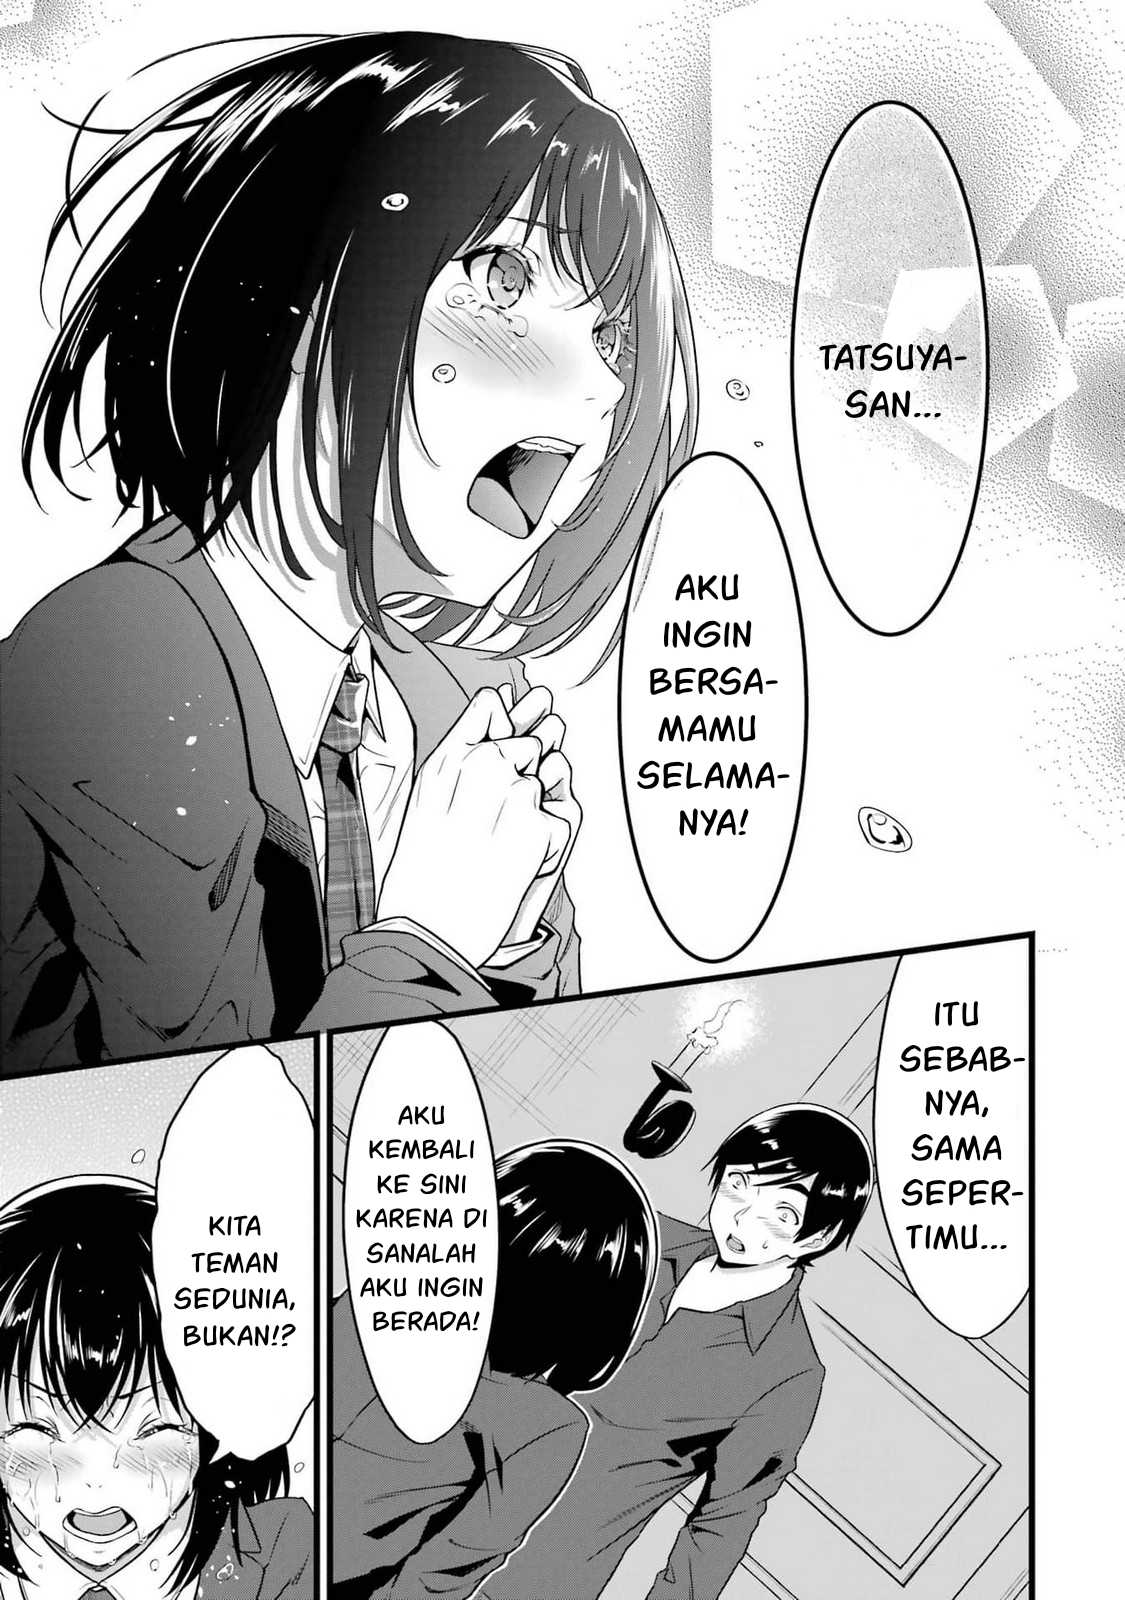 TATSUYA-
SAN...
AKU
INGIN
BERSA-
MAMU
SELAMA-
NYA!
ITU
SEBAB-
NYA,
SAMA
SEPER-
TIMU...
AKU
KEMBALI
KE SINI
KARENA DI
SANALAH
AKU INGIN
BERADA!
KITA
TEMAN
SEDUNIA,
BUKAN!?